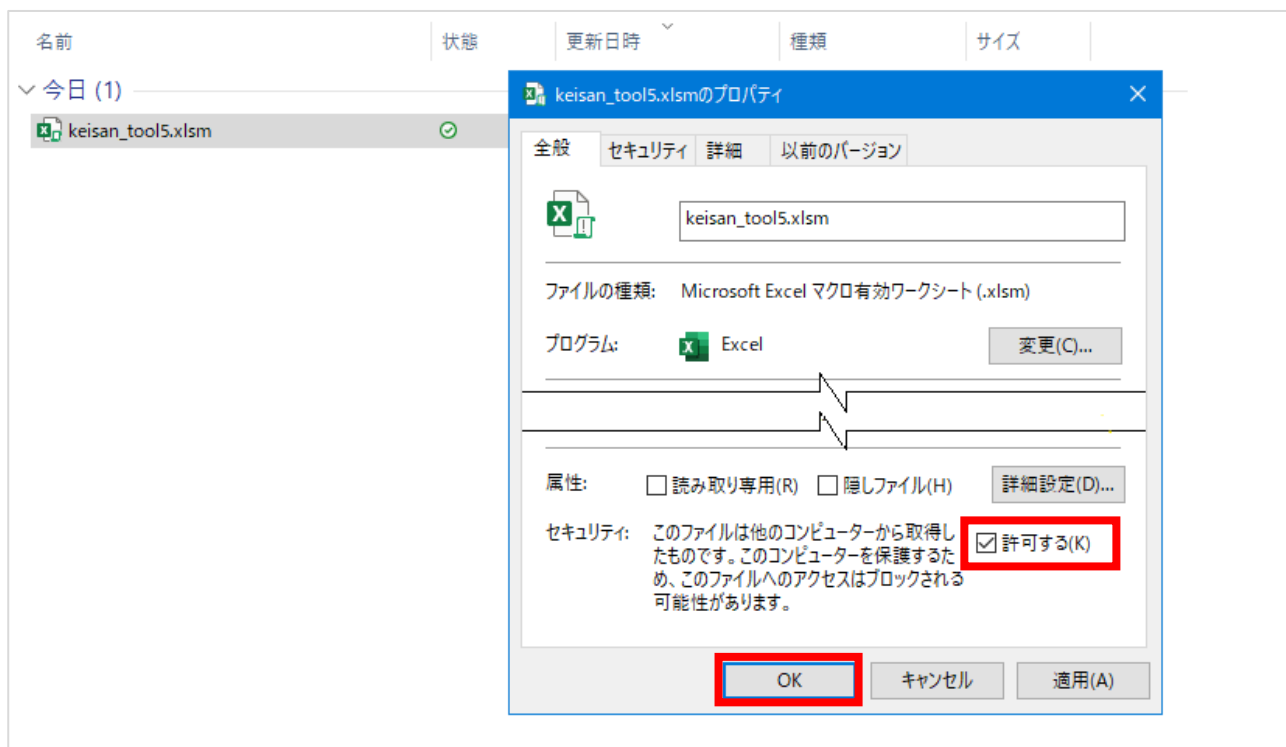 名前 状態 更新日時 種類 サイズ
今日 (1)
keisan_tool5.xlsm
keisan_tool5.xlsmのプロパティ
全般 セキュリティ 詳細 以前のバージョン
keisan_tool5.xlsm
ファイルの種類: Microsoft Excel マクロ有効ワークシート (.xlsm)
プログラム: Excel 変更(C)...
属性: 読み取り専用(R) 隠しファイル(H) 詳細設定(D)...
セキュリティ: このファイルは他のコンピューターから取得し
たものです。このコンピューターを保護するた 許可する(K)
め、このファイルへのアクセスはブロックされる
可能性があります。
OK キャンセル 適用(A)